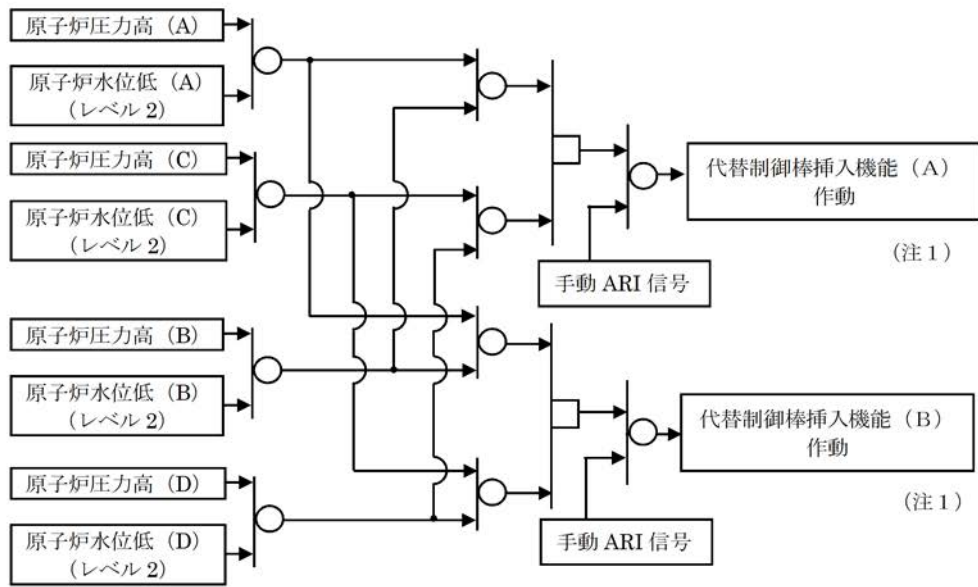 原子炉圧力高（A）
原子炉水位低（A）
（レベル 2）
原子炉圧力高（C）
原子炉水位低（C）
（レベル 2）
代替制御棒挿入機能（A）
作動
（注１）
手動 ARI 信号
原子炉圧力高（B）
原子炉水位低（B）
（レベル 2）
代替制御棒挿入機能（B）
作動
（注１）
手動 ARI 信号
原子炉圧力高（D）
原子炉水位低（D）
（レベル 2）